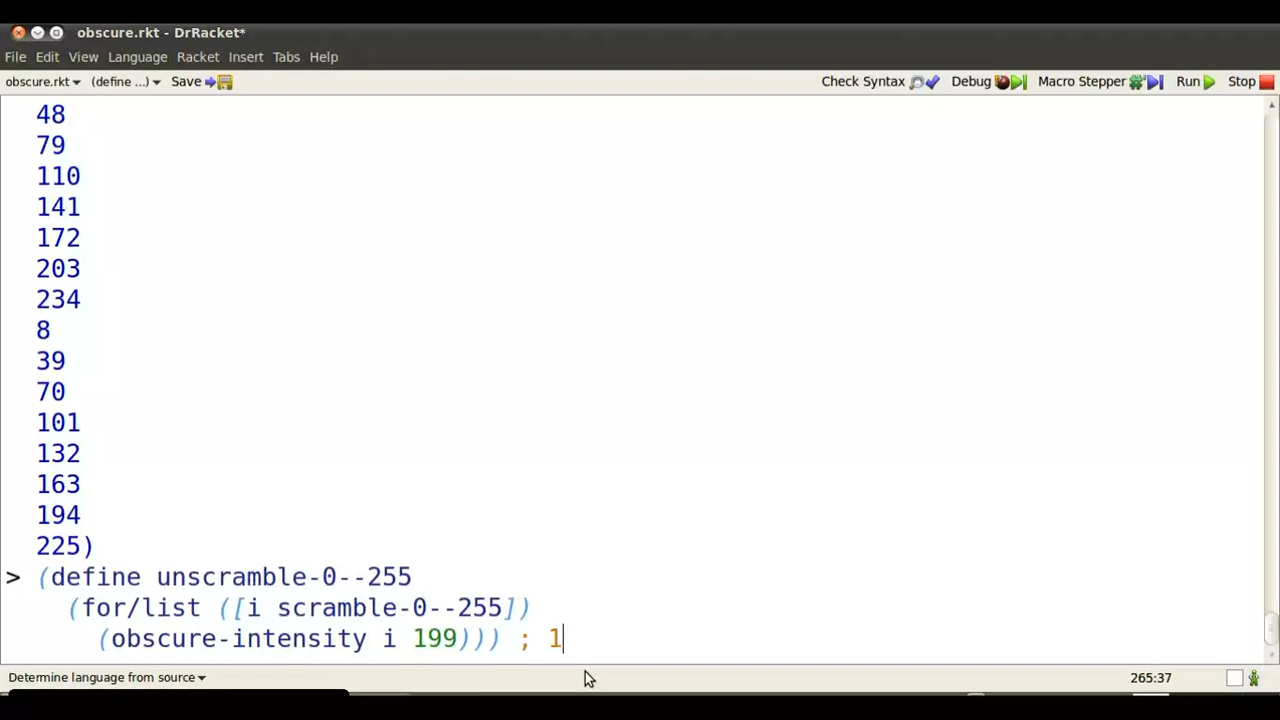 obscure.rkt - DrRacket*
File Edit View Language Racket Insert Tabs Help
obscure.rkt (define ...) Save Check Syntax Debug Macro Stepper Run Stop
48
79
110
141
172
203
234
8
39
70
101
132
163
194
225)
> (define unscramble-0--255
(for/list ([i scramble-0--255])
(obscure-intensity i 199))) ; 1
Determine language from source 265:37